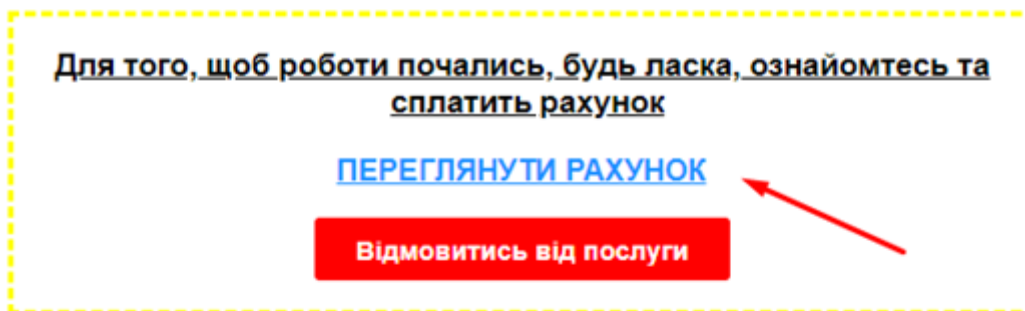 Для того, щоб роботи почались, будь ласка, ознайомтесь та
сплатить рахунок
ПЕРЕГЛЯНУТИ РАХУНОК
Відмовитись від послуги